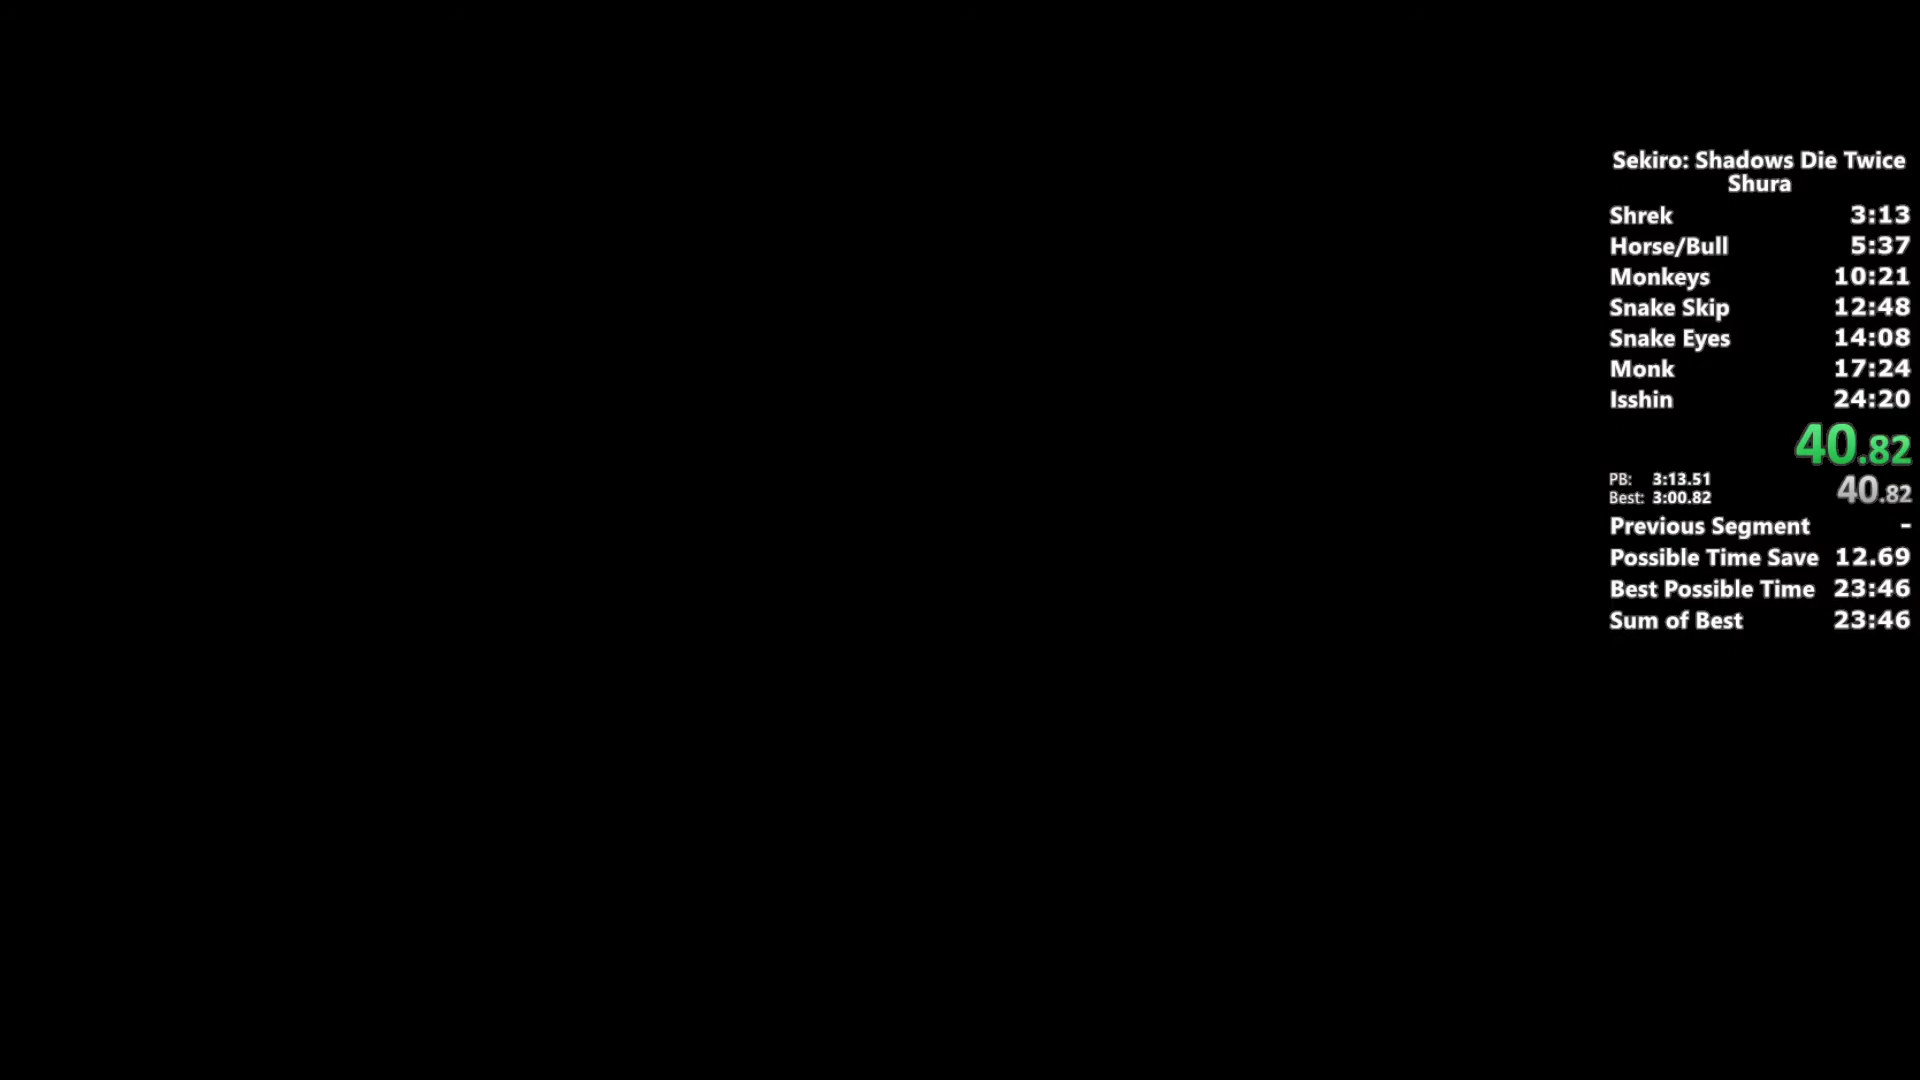 Sekiro: Shadows Die Twice
Shura
Shrek 3:13
Horse/Bull 5:37
Monkeys 10:21
Snake Skip 12:48
Snake Eyes 14:08
Monk 17:24
Isshin 24:20
40.82
PB: 3:13.51
Best: 3:00.82 40.82
Previous Segment -
Possible Time Save 12.69
Best Possible Time 23:46
Sum of Best 23:46